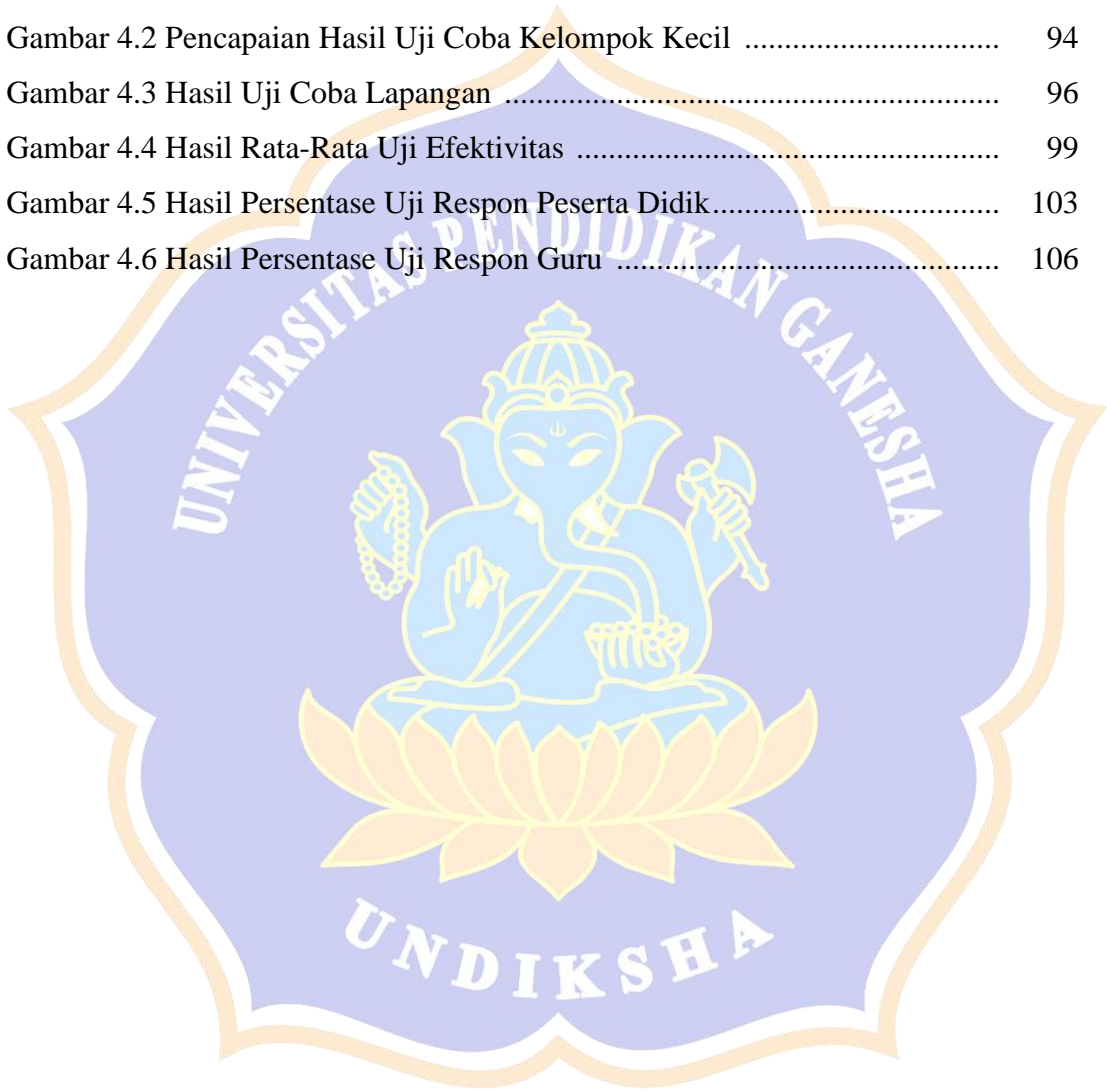 Gambar 4.2 Pencapaian Hasil Uji Coba Kelompok Kecil ............................... 94
Gambar 4.3 Hasil Uji Coba Lapangan ............................................................ 96
Gambar 4.4 Hasil Rata-Rata Uji Efektivitas ................................................... 99
Gambar 4.5 Hasil Persentase Uji Respon Peserta Didik................................... 103
Gambar 4.6 Hasil Persentase Uji Respon Guru .............................................. 106
UNIVERSITAS PENDIDIKAN GANESHA
UNDIKSHA